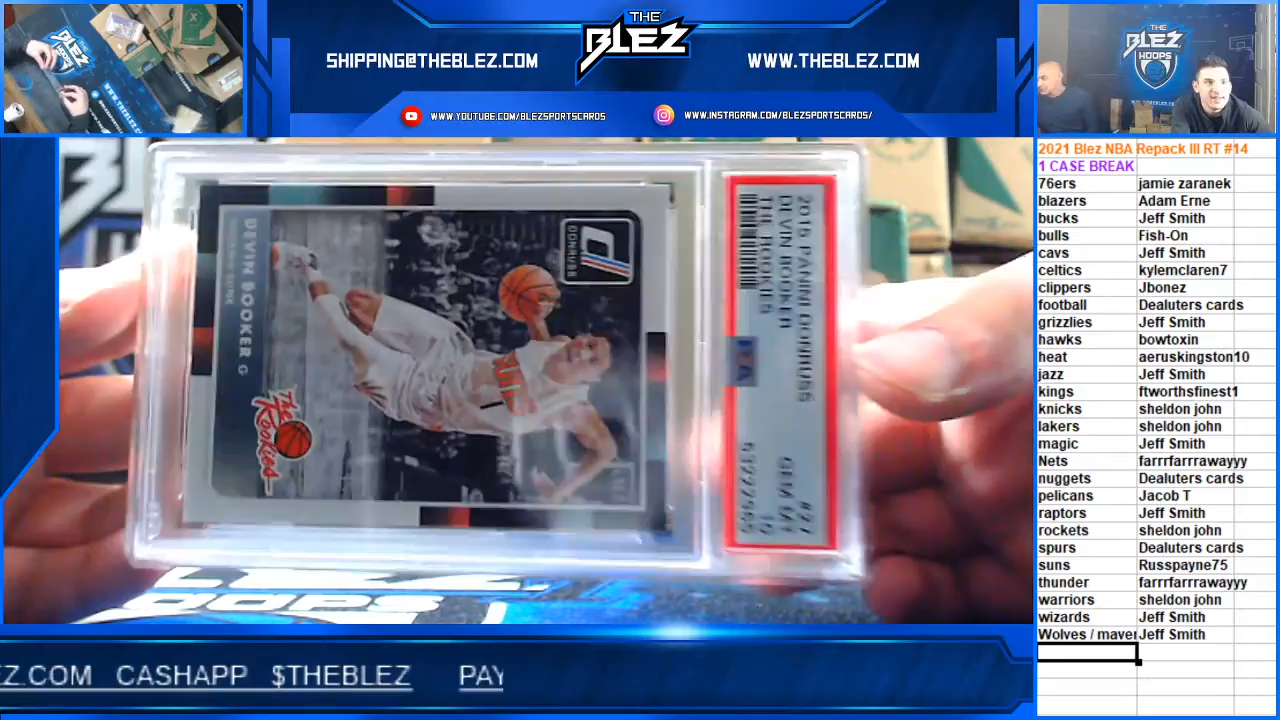 THE
BLEZ
SHIPPING@THEBLEZ.COM
WWW.THEBLEZ.COM
WWW.YOUTUBE.COM/BLEZSPORTSCARDS
WWW.INSTAGRAM.COM/BLEZSPORTSCARDS/
THE
BLEZ
HOOPS
2015 PANINI DONRUSS #27
DEVIN BOOKER GEM MT
THE ROOKIES 10
PSA
DONRUSS
DEVIN BOOKER G
The Rookies
HOOPS
2021 Blez NBA Repack III RT #14
1 CASE BREAK
76ers jamie zaranek
blazers Adam Erne
bucks Jeff Smith
bulls Fish-On
cavs Jeff Smith
celtics kylemclaren7
clippers Jbonez
football Dealuters cards
grizzlies Jeff Smith
hawks bowtoxin
heat aeruskingston10
jazz Jeff Smith
kings ftworthsfinest1
knicks sheldon john
lakers sheldon john
magic Jeff Smith
Nets farrrfarrrawayyy
nuggets Dealuters cards
pelicans Jacob T
raptors Jeff Smith
rockets sheldon john
spurs Dealuters cards
suns Russpayne75
thunder farrrfarrrawayyy
warriors sheldon john
wizards Jeff Smith
Wolves / maver Jeff Smith
EZ.COM CASHAPP $THEBLEZ PAY